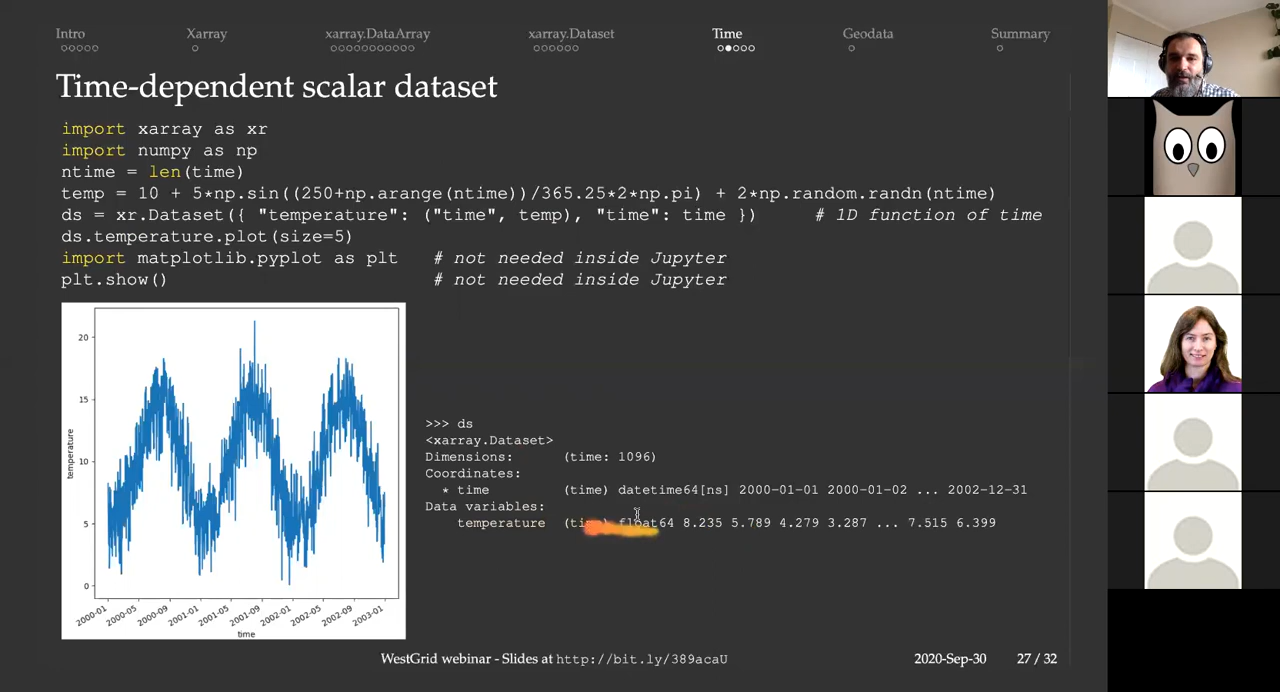 Intro Xarray xarray.DataArray xarray.Dataset Time Geodata Summary
Time-dependent scalar dataset
import xarray as xr
import numpy as np
ntime = len(time)
temp = 10 + 5*np.sin((250+np.arange(ntime))/365.25*2*np.pi) + 2*np.random.randn(ntime)
ds = xr.Dataset({ "temperature": ("time", temp), "time": time }) # 1D function of time
ds.temperature.plot(size=5)
import matplotlib.pyplot as plt # not needed inside Jupyter
plt.show() # not needed inside Jupyter
20
15
10
5
0
temperature
2000-01 2000-05 2000-09 2001-01 2001-05 2001-09 2002-01 2002-05 2002-09 2003-01
time
>>> ds
<xarray.Dataset>
Dimensions: (time: 1096)
Coordinates:
* time (time) datetime64[ns] 2000-01-01 2000-01-02 ... 2002-12-31
Data variables:
temperature (time) float64 8.235 5.789 4.279 3.287 ... 7.515 6.399
WestGrid webinar - Slides at http://bit.ly/389acaU 2020-Sep-30 27 / 32